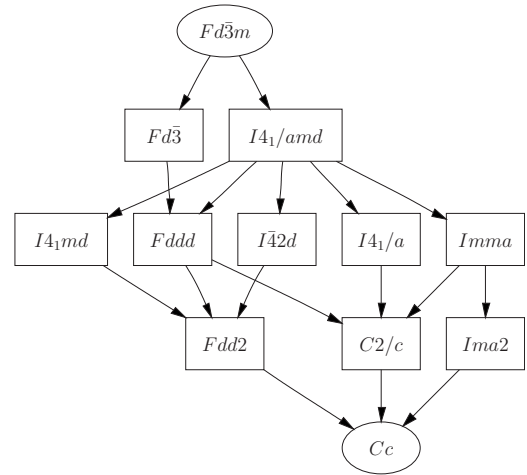 Fd3̄m
Fd3̄ I4₁/amd
I4₁md Fddd I4̄2d I4₁/a Imma
Fdd2 C2/c Ima2
Cc